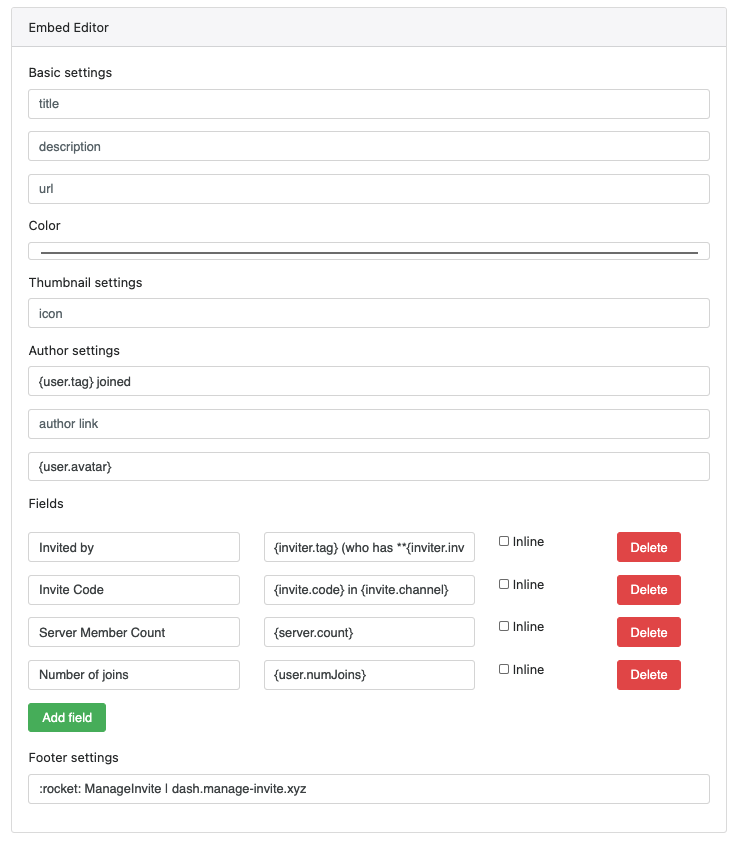 Embed Editor
Basic settings
title
description
url
Color
Thumbnail settings
icon
Author settings
{user.tag} joined
author link
{user.avatar}
Fields
Invited by {inviter.tag} (who has **{inviter.inv Inline Delete
Invite Code {invite.code} in {invite.channel} Inline Delete
Server Member Count {server.count} Inline Delete
Number of joins {user.numJoins} Inline Delete
Add field
Footer settings
:rocket: ManageInvite | dash.manage-invite.xyz